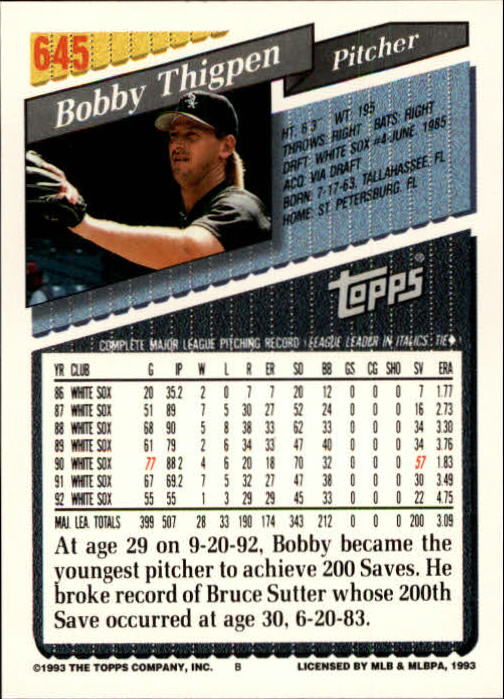 645
Bobby Thigpen
Pitcher
HT: 6'3" WT: 195
THROWS: RIGHT BATS: RIGHT
DRFT: WHITE SOX #4-JUNE, 1985
ACQ: VIA DRAFT
BORN: 7-17-63, TALLAHASSEE, FL
HOME: ST. PETERSBURG, FL
TOPPS®
COMPLETE MAJOR LEAGUE PITCHING RECORD (LEAGUE LEADER IN ITALICS, TIE◆)
YR CLUB G IP W L R ER SO BB GS CG SHO SV ERA
86 WHITE SOX 20 35.2 2 0 7 7 20 12 0 0 0 7 1.77
87 WHITE SOX 51 89 7 5 30 27 52 24 0 0 0 16 2.73
88 WHITE SOX 68 90 5 8 38 33 62 33 0 0 0 34 3.30
89 WHITE SOX 61 79 2 6 34 33 47 40 0 0 0 34 3.76
90 WHITE SOX 77 88.2 4 6 20 18 70 32 0 0 0 57 1.83
91 WHITE SOX 67 69.2 7 5 32 27 47 38 0 0 0 30 3.49
92 WHITE SOX 55 55 1 3 29 29 45 33 0 0 0 22 4.75
MAJ. LEA. TOTALS 399 507 28 33 190 174 343 212 0 0 0 200 3.09
At age 29 on 9-20-92, Bobby became the
youngest pitcher to achieve 200 Saves. He
broke record of Bruce Sutter whose 200th
Save occurred at age 30, 6-20-83.
©1993 THE TOPPS COMPANY, INC. B LICENSED BY MLB & MLBPA, 1993